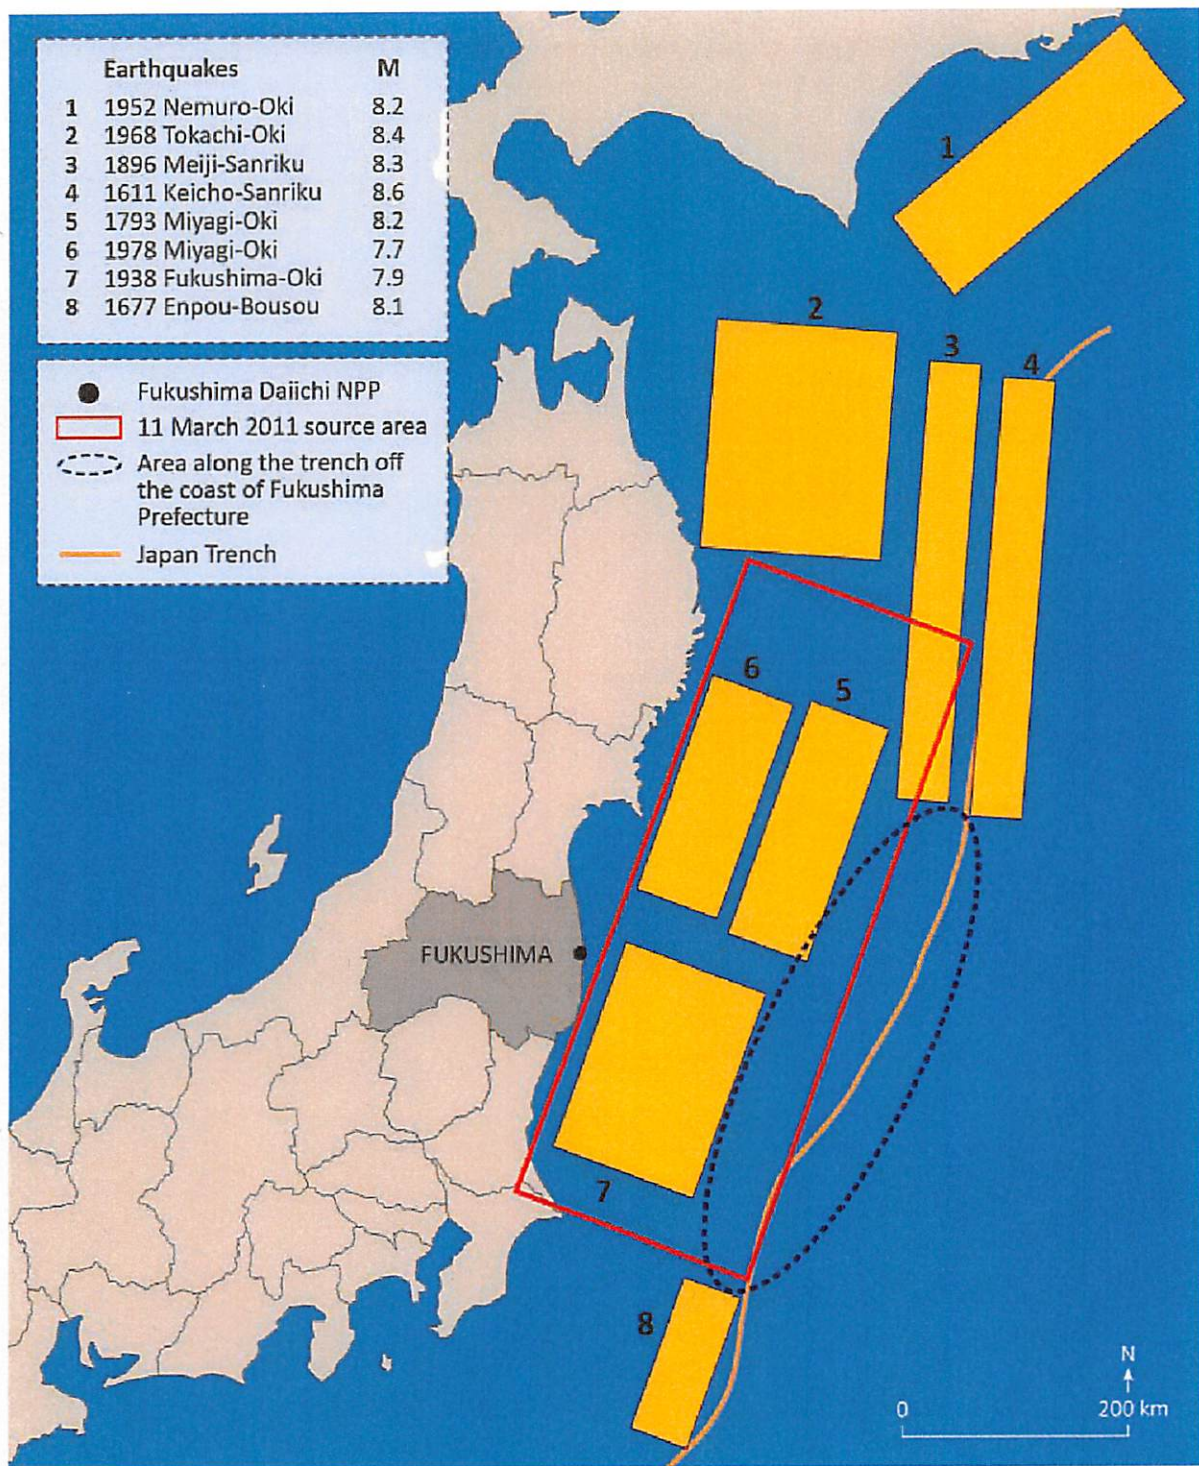 Earthquakes M
1 1952 Nemuro-Oki 8.2
2 1968 Tokachi-Oki 8.4
3 1896 Meiji-Sanriku 8.3
4 1611 Keicho-Sanriku 8.6
5 1793 Miyagi-Oki 8.2
6 1978 Miyagi-Oki 7.7
7 1938 Fukushima-Oki 7.9
8 1677 Enpou-Bousou 8.1
Fukushima Daiichi NPP
11 March 2011 source area
Area along the trench off
the coast of Fukushima
Prefecture
Japan Trench
1
2
3
4
6
5
FUKUSHIMA
7
8
N
0 200 km